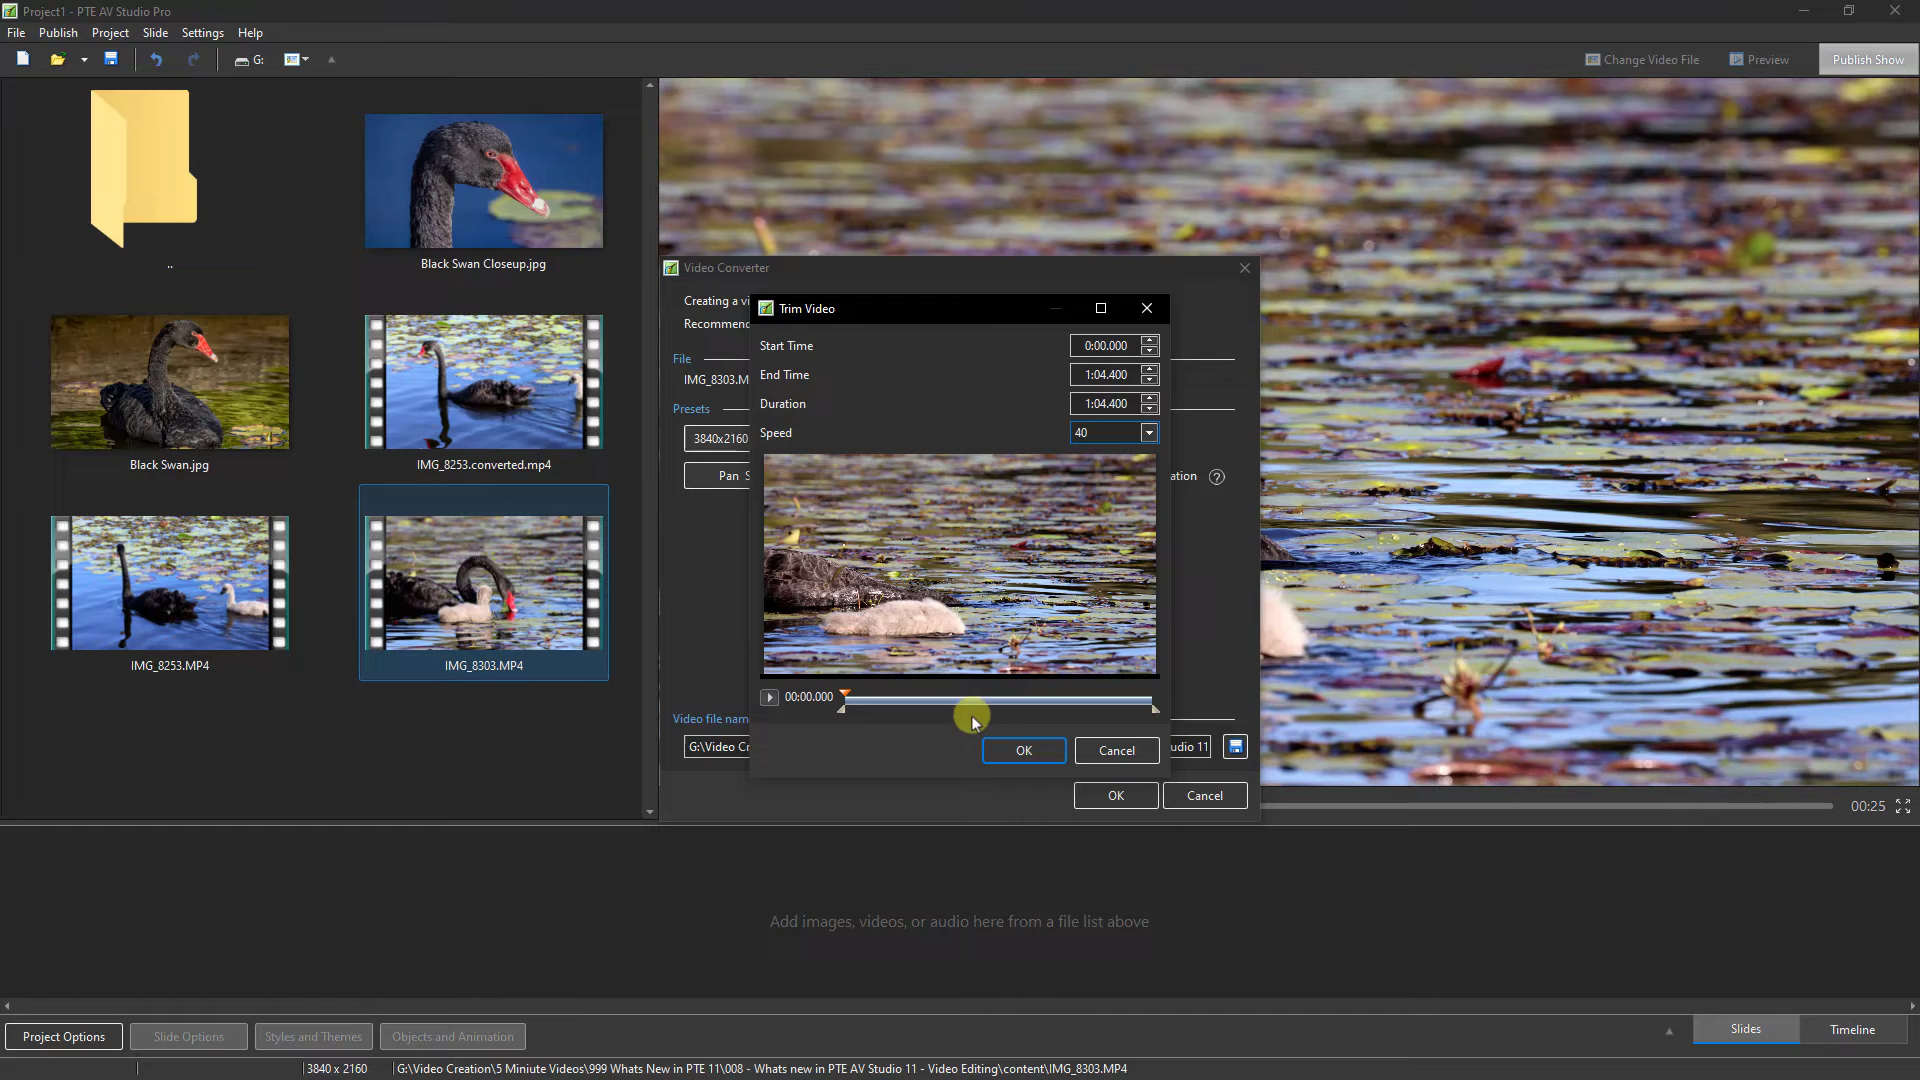 Project1 - PTE AV Studio Pro
File Publish Project Slide Settings Help
G: Change Video File Preview Publish Show
..
Black Swan Closeup.jpg
Black Swan.jpg
IMG_8253.converted.mp4
IMG_8253.MP4
IMG_8303.MP4
Video Converter
Creating a vi
Recommenc
File
IMG_8303.M
Presets
3840x2160
Pan S
ation ?
Video file nam
G:\Video Cr
udio 11
OK Cancel
Trim Video
Start Time 0:00.000
End Time 1:04.400
Duration 1:04.400
Speed 40
00:00.000
OK Cancel
00:25
Add images, videos, or audio here from a file list above
Project Options Slide Options Styles and Themes Objects and Animation Slides Timeline
3840 x 2160 G:\Video Creation\5 Miniute Videos\999 Whats New in PTE 11\008 - Whats new in PTE AV Studio 11 - Video Editing\content\IMG_8303.MP4